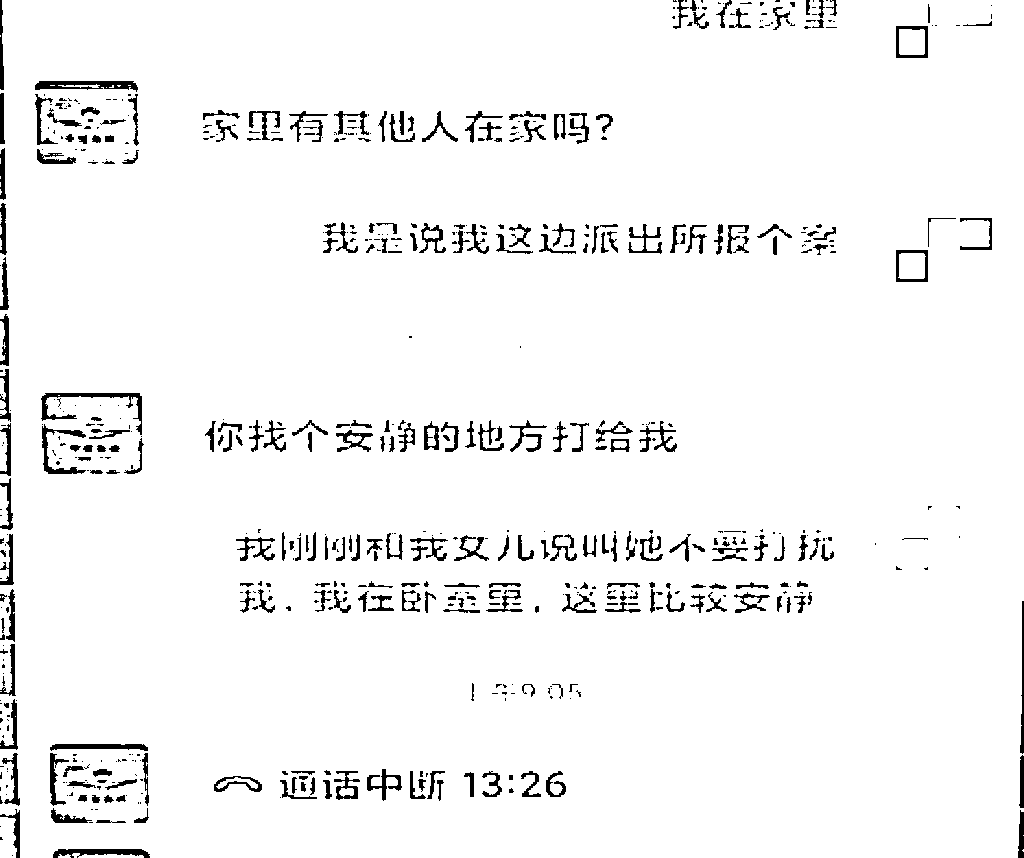 我在家里
家里有其他人在家吗?
我是说我这边派出所报个案
你找个安静的地方打给我
我刚刚和我女儿说叫她不要打扰
我，我在卧室里，这里比较安静
上午9:05
通话中断 13:26